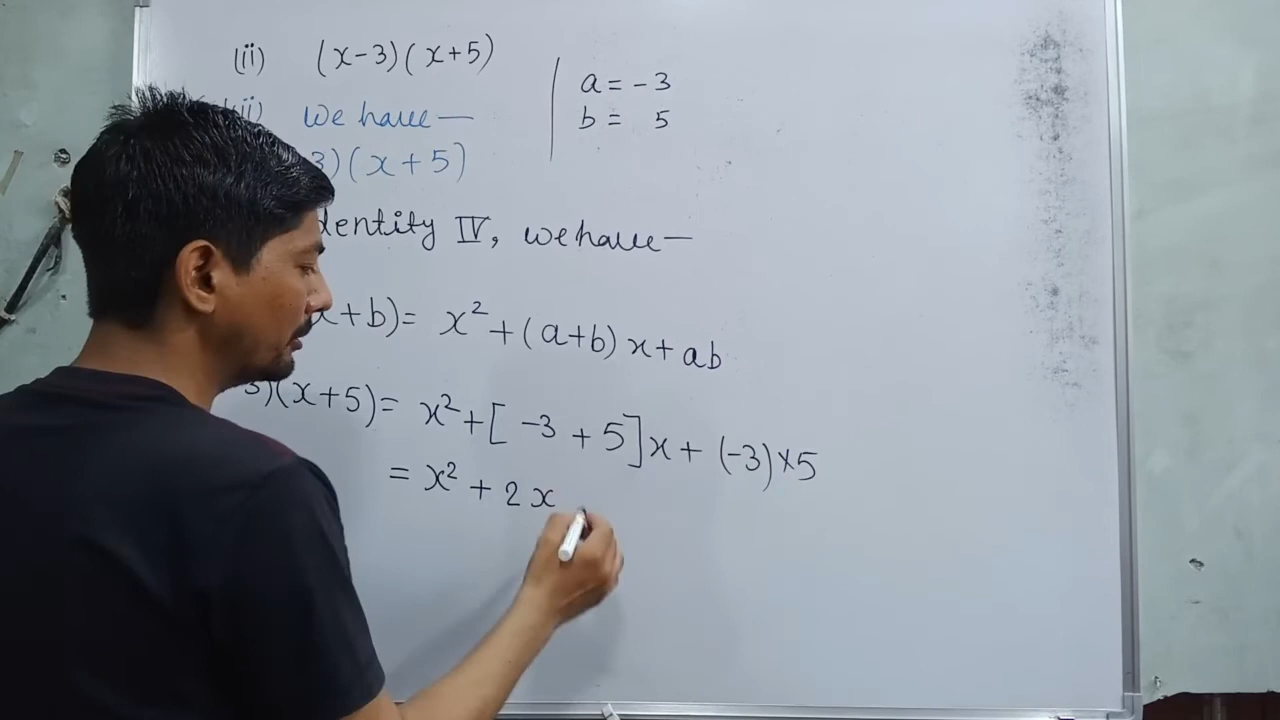 (ii) (x-3)(x+5)
a = -3
b = 5
ii) we have—
3)(x+5)
dentity IV, we have—
x+b) = x²+(a+b)x+ab
3)(x+5) = x²+[-3+5]x+(-3)×5
= x²+2x